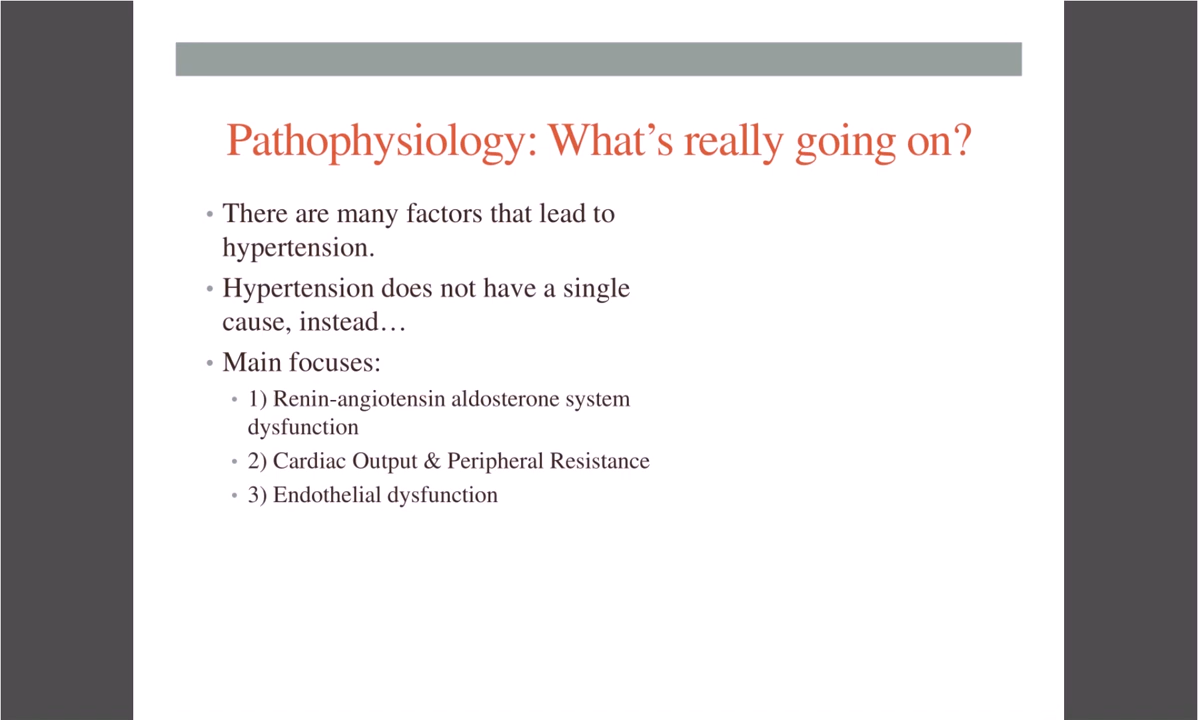 Pathophysiology: What’s really going on?
• There are many factors that lead to
hypertension.
• Hypertension does not have a single
cause, instead…
• Main focuses:
• 1) Renin-angiotensin aldosterone system
dysfunction
• 2) Cardiac Output & Peripheral Resistance
• 3) Endothelial dysfunction